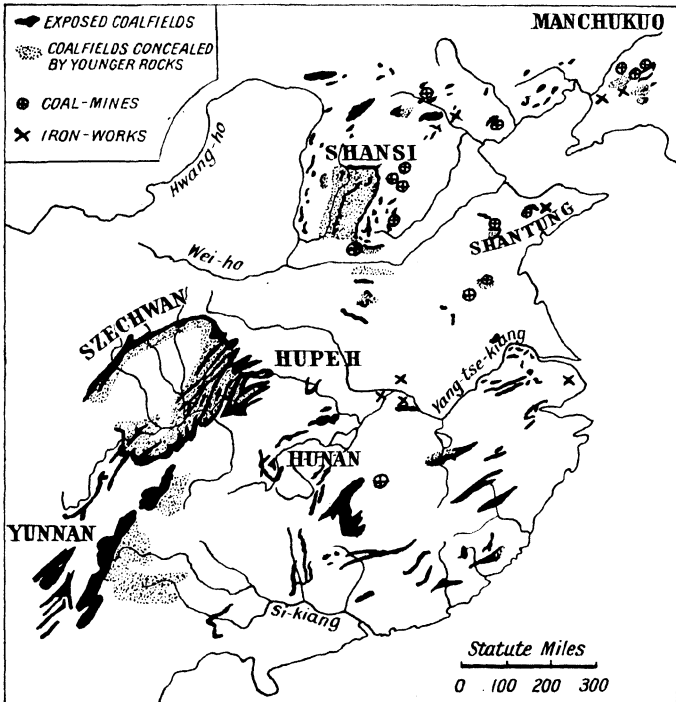 EXPOSED COALFIELDS
COALFIELDS CONCEALED
BY YOUNGER ROCKS
COAL-MINES
IRON-WORKS
MANCHUKUO
SHANSI
Hwang-ho
SHANTUNG
Wei-ho
SZECHWAN
HUPEH
Yang-tse-kiang
HUNAN
YUNNAN
Si-kiang
Statute Miles
0 100 200 300